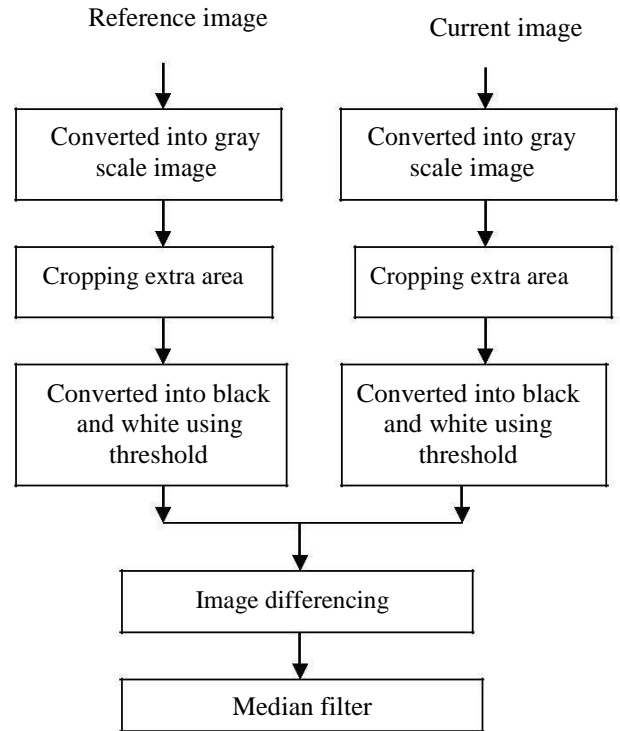 Reference image
Current image
Converted into gray
scale image
Converted into gray
scale image
Cropping extra area
Cropping extra area
Converted into black
and white using
threshold
Converted into black
and white using
threshold
Image differencing
Median filter